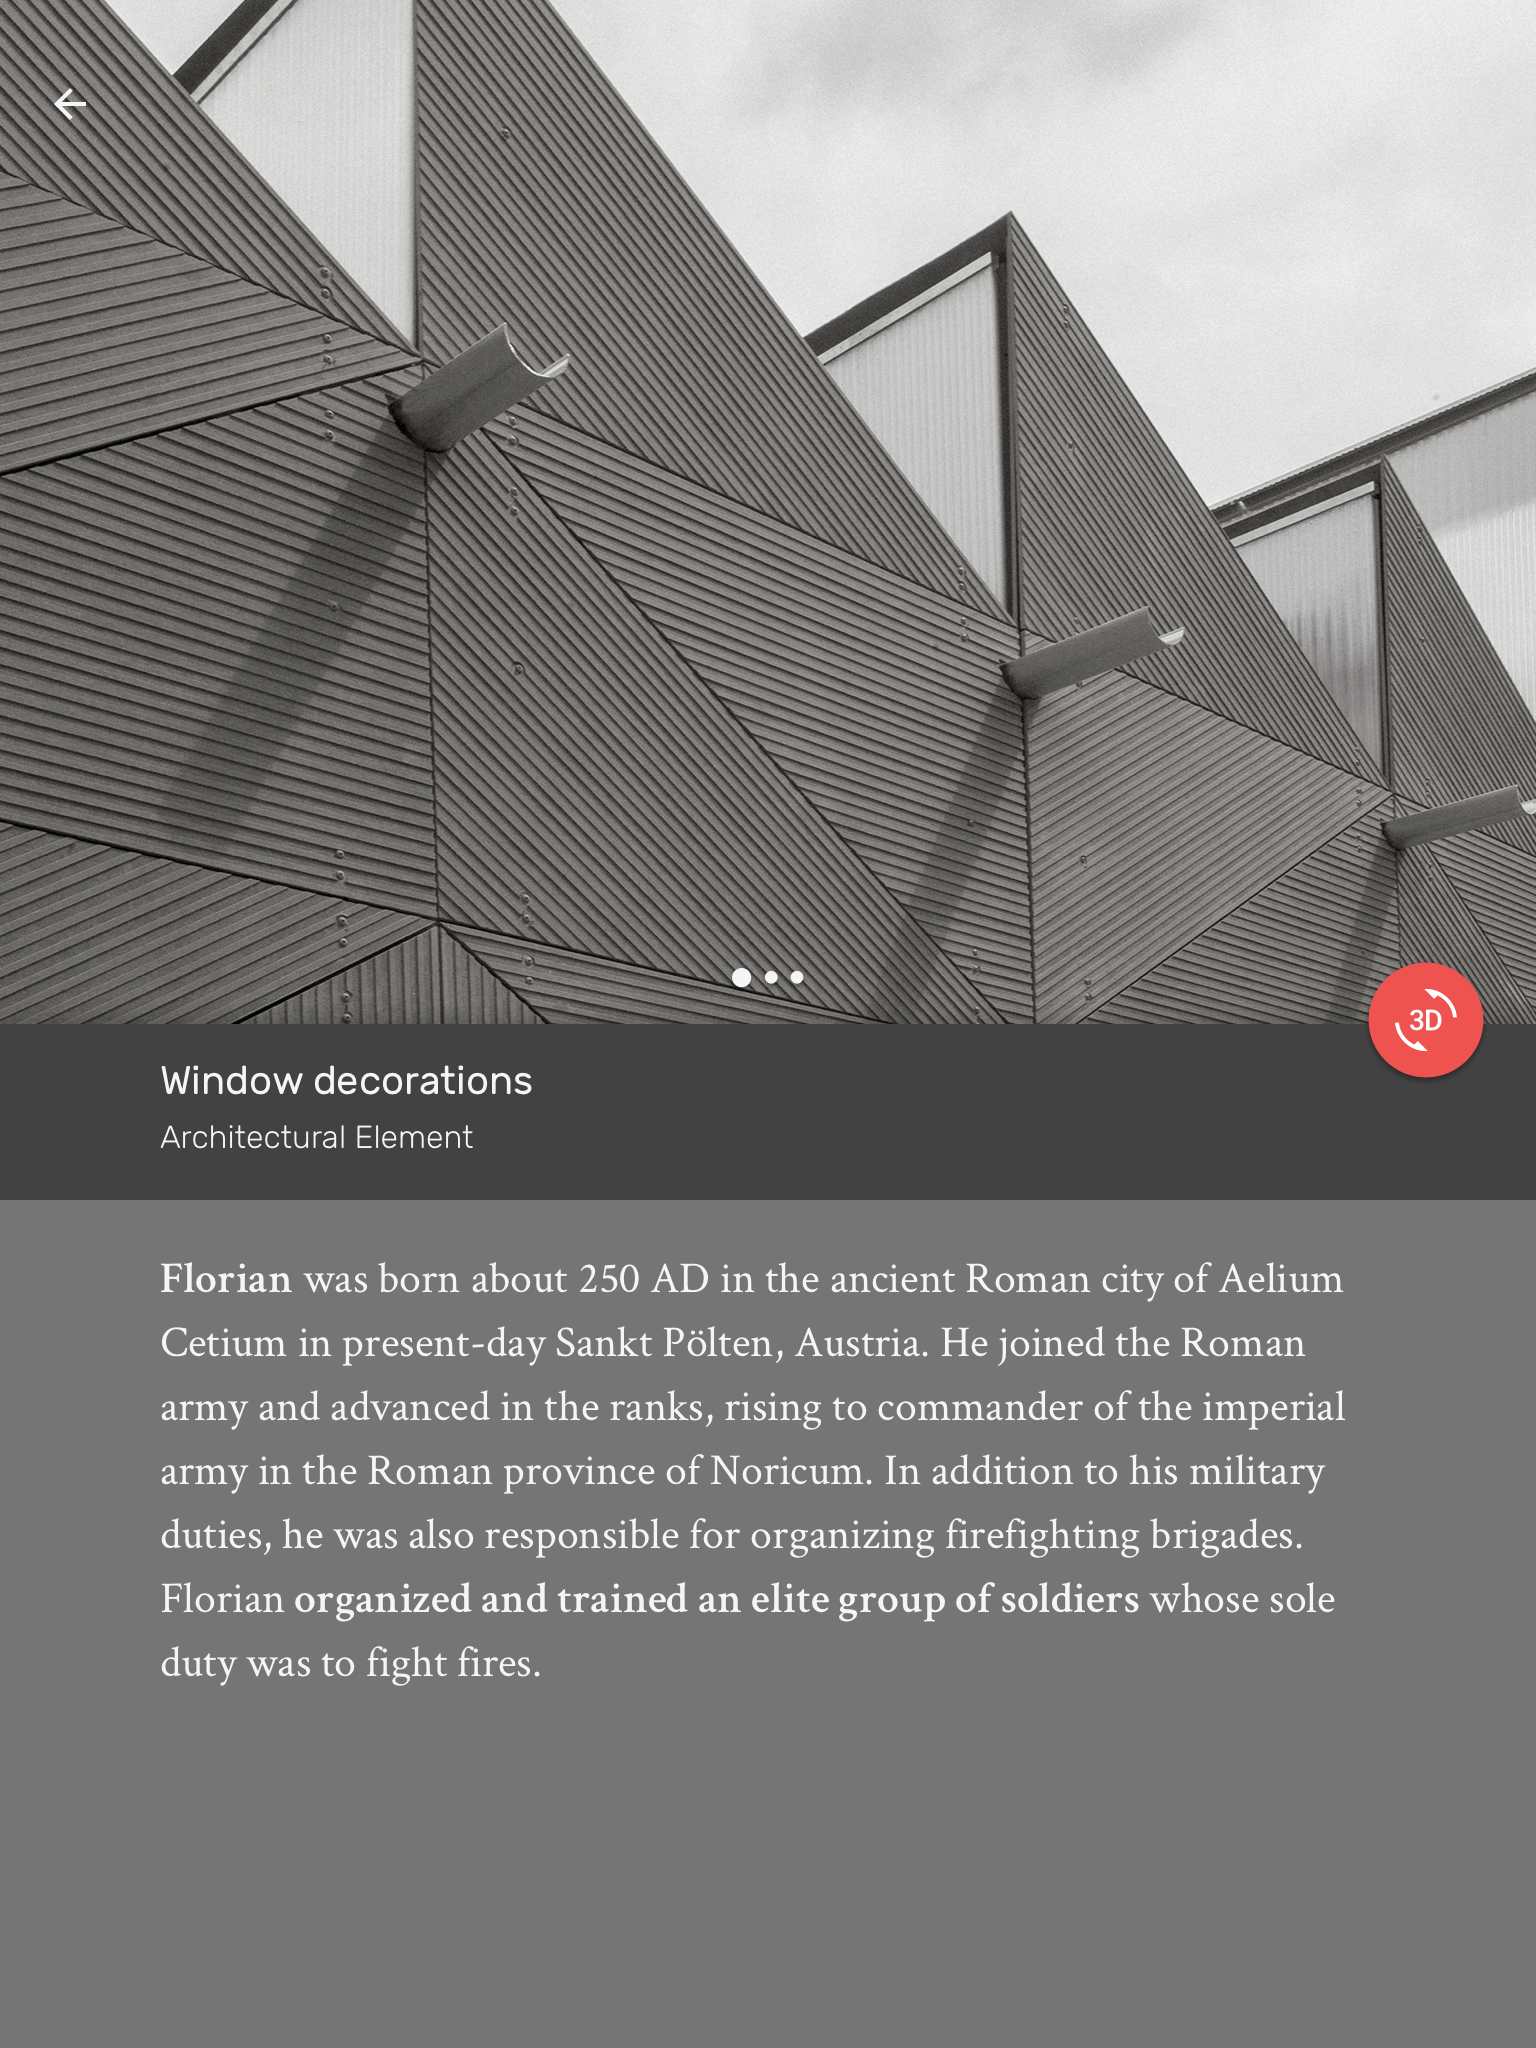 3D
Window decorations
Architectural Element
Florian was born about 250 AD in the ancient Roman city of Aelium
Cetium in present-day Sankt Pölten, Austria. He joined the Roman
army and advanced in the ranks, rising to commander of the imperial
army in the Roman province of Noricum. In addition to his military
duties, he was also responsible for organizing firefighting brigades.
Florian organized and trained an elite group of soldiers whose sole
duty was to fight fires.